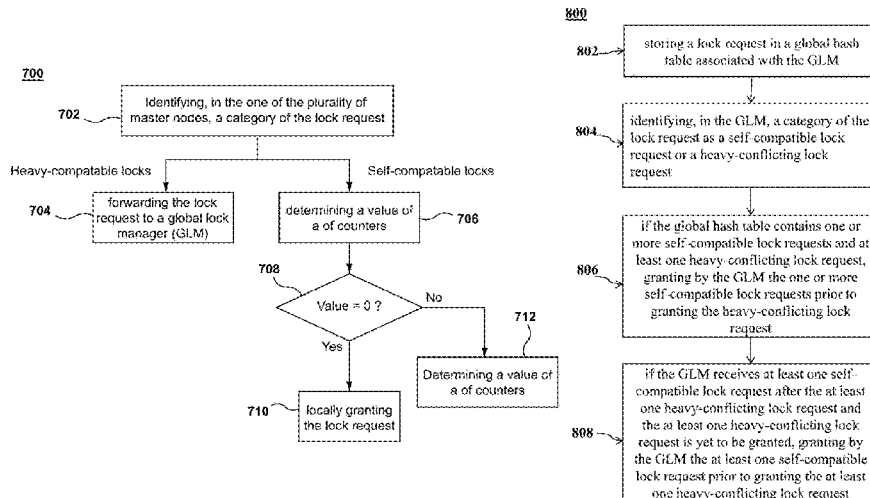 700
702
Identifying, in the one of the plurality of
master nodes, a category of the lock request
Heavy-compatable locks
Self-compatable locks
704
forwarding the lock
request to a global lock
manager (GLM)
determining a value of
a of counters
706
708
Value = 0 ?
No
Yes
712
Determining a value of
a of counters
710
locally granting
the lock request
800
802
storing a lock request in a global hash
table associated with the GLM
804
identifying, in the GLM, a category of the
lock request as a self-compatible lock
request or a heavy-conflicting lock
request
806
if the global hash table contains one or
more self-compatible lock requests and at
least one heavy-conflicting lock request,
granting by the GLM the one or more
self-compatible lock requests prior to
granting the heavy-conflicting lock
request
808
if the GLM receives at least one self-
compatible lock request after the at least
one heavy-conflicting lock request and
the at least one heavy-conflicting lock
request is yet to be granted, granting by
the GLM the at least one self-compatible
lock request prior to granting the at least
one heavy-conflicting lock request